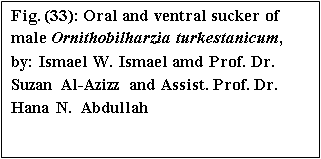 Fig. (33): Oral and ventral sucker of
male Ornithobilharzia turkestanicum,
by: Ismael W. Ismael amd Prof. Dr.
Suzan Al-Azizz and Assist. Prof. Dr.
Hana N. Abdullah